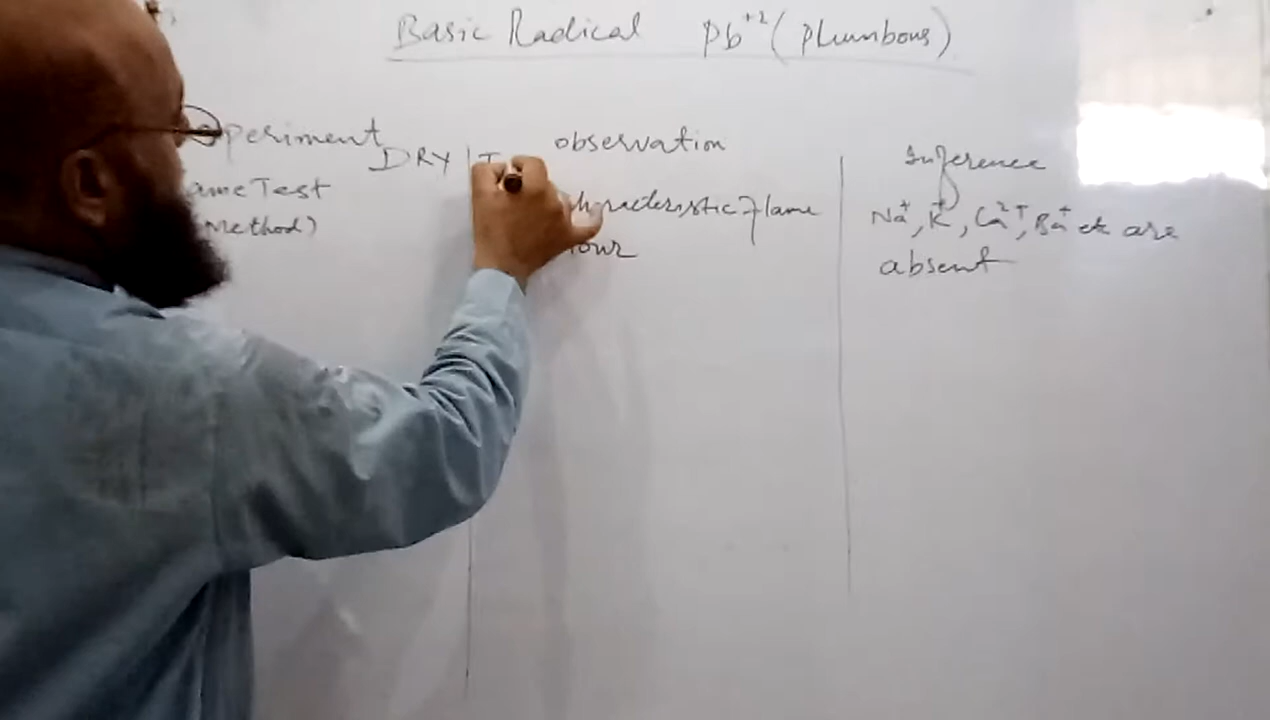 Basic Radical Pb+2 (Plumbous)
periment observation Inference
DRY T
ame Test
Method)
haracteristic flame
lour
Na+, K+, Ca2+, Ba+ etc are
absent